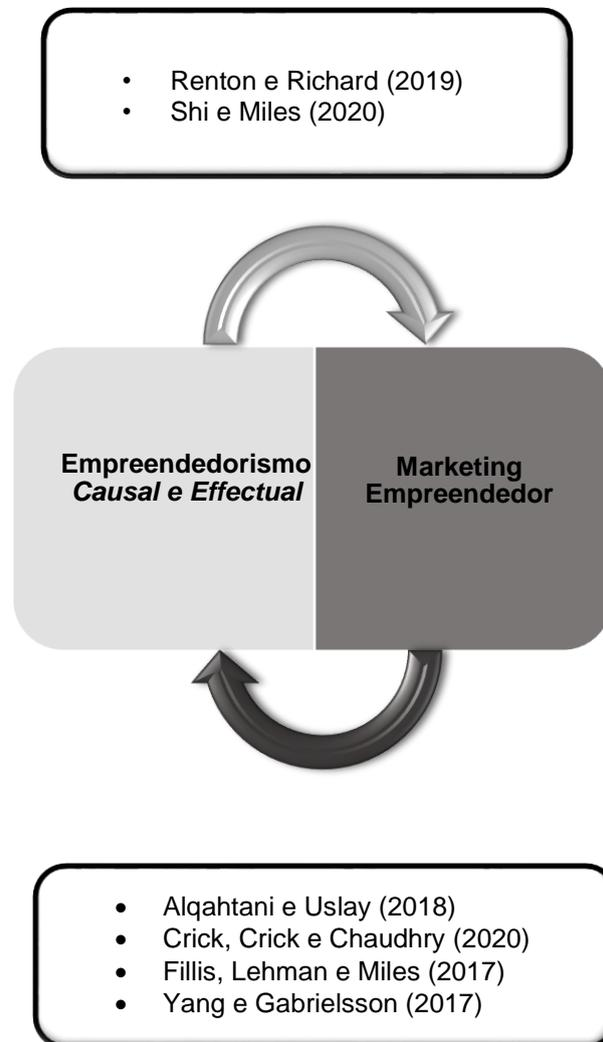 • Renton e Richard (2019)
• Shi e Miles (2020)
Empreendedorismo
Causal e Effectual
Marketing
Empreendedor
• Alqahtani e Uslay (2018)
• Crick, Crick e Chaudhry (2020)
• Fillis, Lehman e Miles (2017)
• Yang e Gabrielsson (2017)